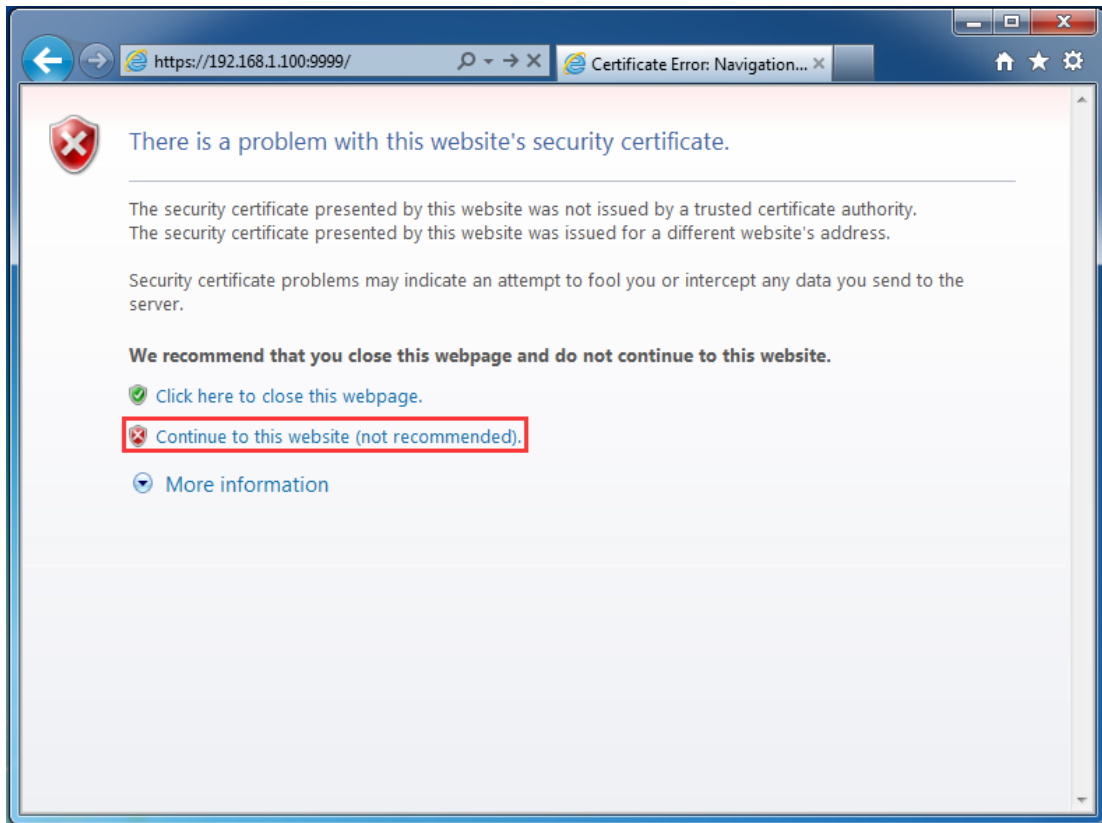 https://192.168.1.100:9999/
Certificate Error: Navigation...
There is a problem with this website's security certificate.
The security certificate presented by this website was not issued by a trusted certificate authority.
The security certificate presented by this website was issued for a different website's address.
Security certificate problems may indicate an attempt to fool you or intercept any data you send to the
server.
We recommend that you close this webpage and do not continue to this website.
Click here to close this webpage.
Continue to this website (not recommended).
More information